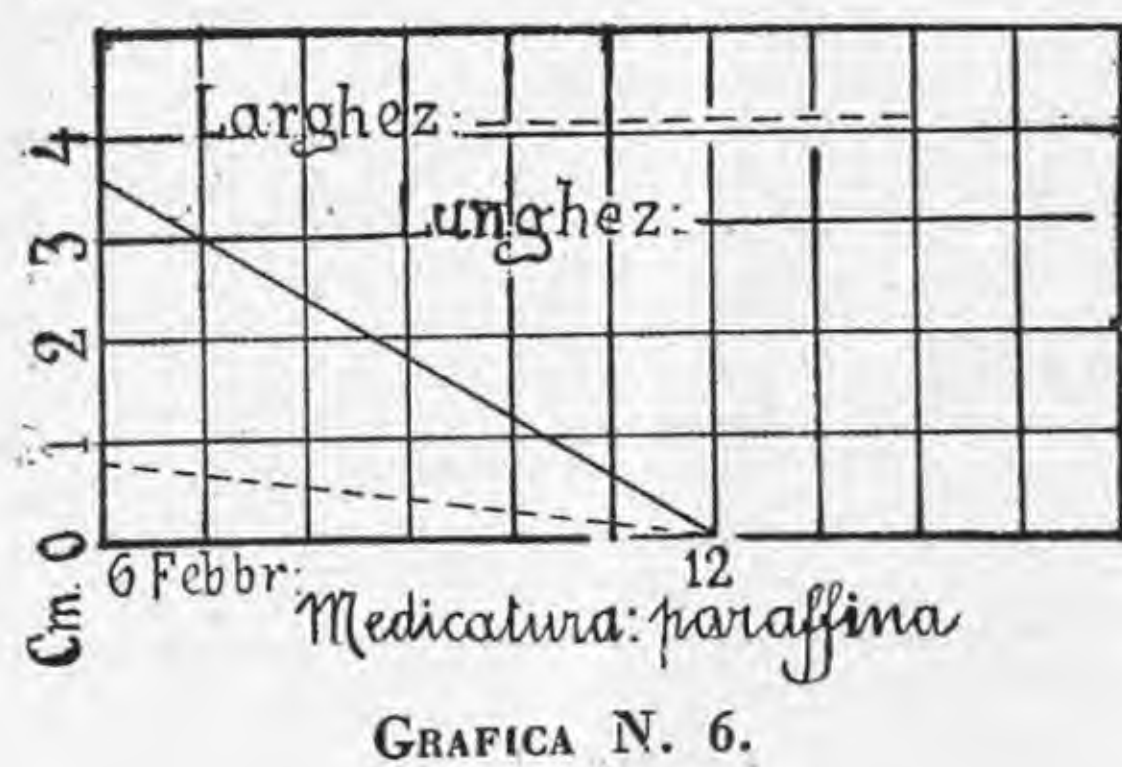 Larghez:
4
Lunghez:
3
2
1
0
Cm.
6 Febbr:
12
Medicatura: paraffina
GRAFICA N. 6.